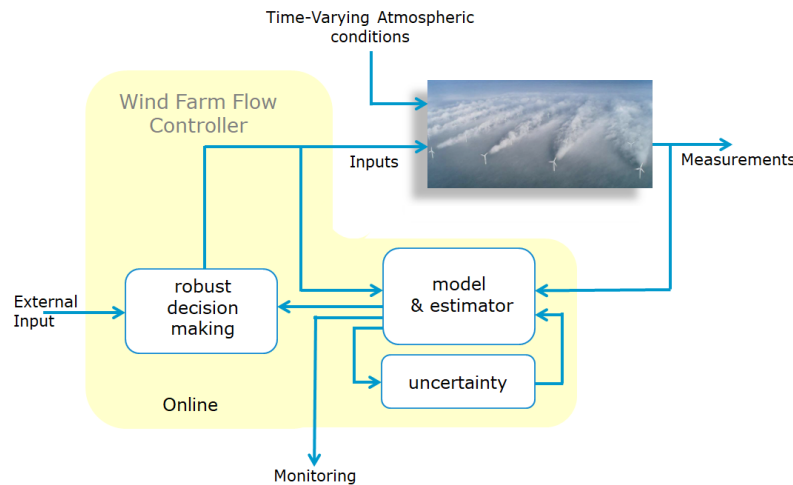 Time-Varying Atmospheric
conditions
Wind Farm Flow
Controller
Inputs
Measurements
robust
decision
making
model
& estimator
External
Input
uncertainty
Online
Monitoring